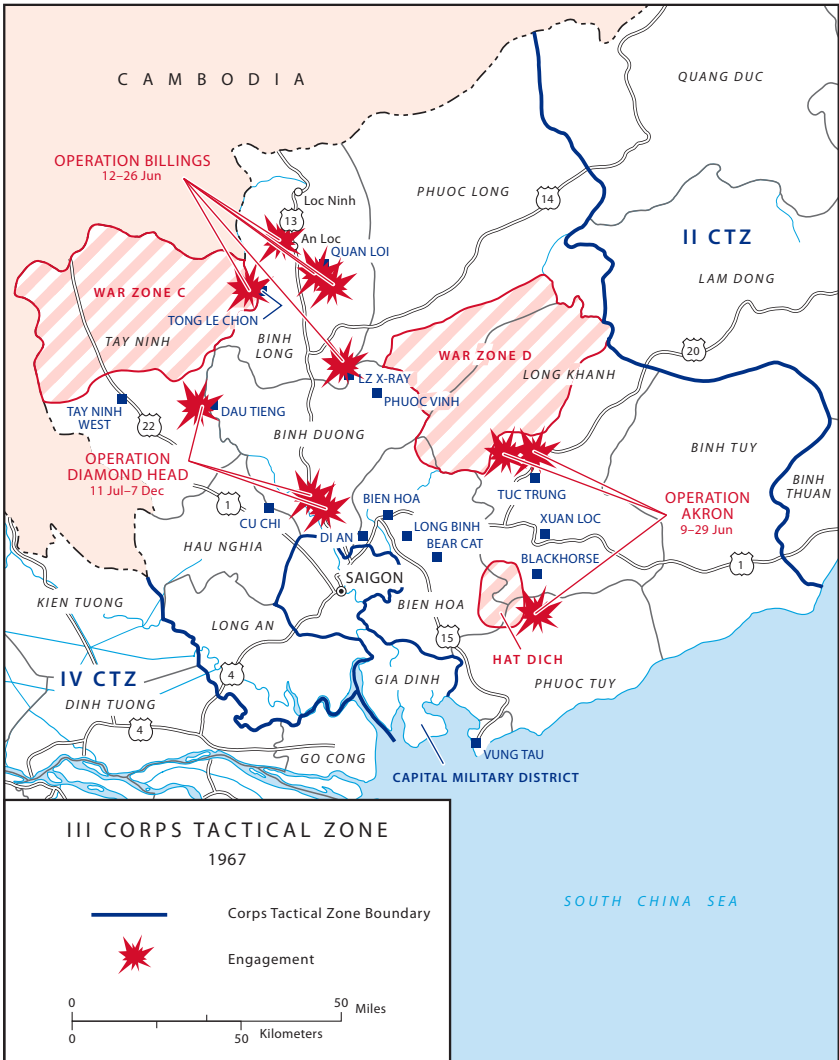 CAMBODIA
QUANG DUC
OPERATION BILLINGS
12–26 Jun
PHUOC LONG
14
Loc Ninh
13
An Loc
QUAN LOI
II CTZ
LAM DONG
WAR ZONE C
TONG LE CHON
TAY NINH
BINH
LONG
WAR ZONE D
LONG KHANH
20
LZ X-RAY
PHUOC VINH
TAY NINH
WEST
22
DAU TIENG
BINH DUONG
BINH TUY
BINH
THUAN
OPERATION
DIAMOND HEAD
11 Jul–7 Dec
1
CU CHI
BIEN HOA
TUC TRUNG
OPERATION
AKRON
9–29 Jun
DI AN
LONG BINH
BEAR CAT
XUAN LOC
HAU NGHIA
BLACKHORSE
1
SAIGON
KIEN TUONG
BIEN HOA
LONG AN
15
HAT DICH
IV CTZ
4
GIA DINH
PHUOC TUY
DINH TUONG
4
GO CONG
VUNG TAU
CAPITAL MILITARY DISTRICT
III CORPS TACTICAL ZONE
1967
Corps Tactical Zone Boundary
Engagement
0 50 Miles
0 50 Kilometers
SOUTH CHINA SEA